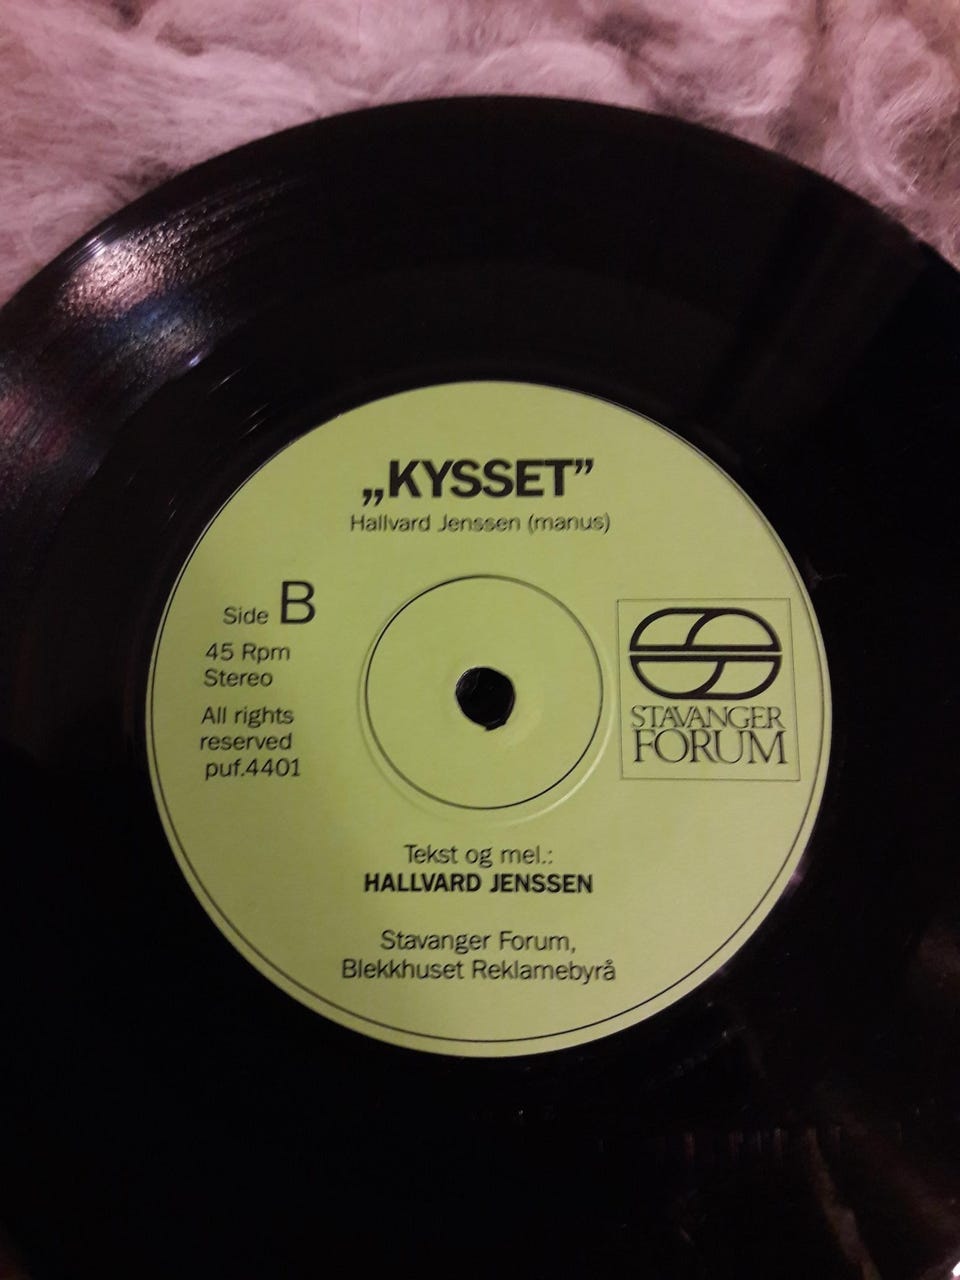 „KYSSET”
Hallvard Jenssen (manus)
Side B
45 Rpm
Stereo
All rights
reserved
puf.4401
STAVANGER
FORUM
Tekst og mel.:
HALLVARD JENSSEN
Stavanger Forum,
Blekkhuset Reklamebyrå